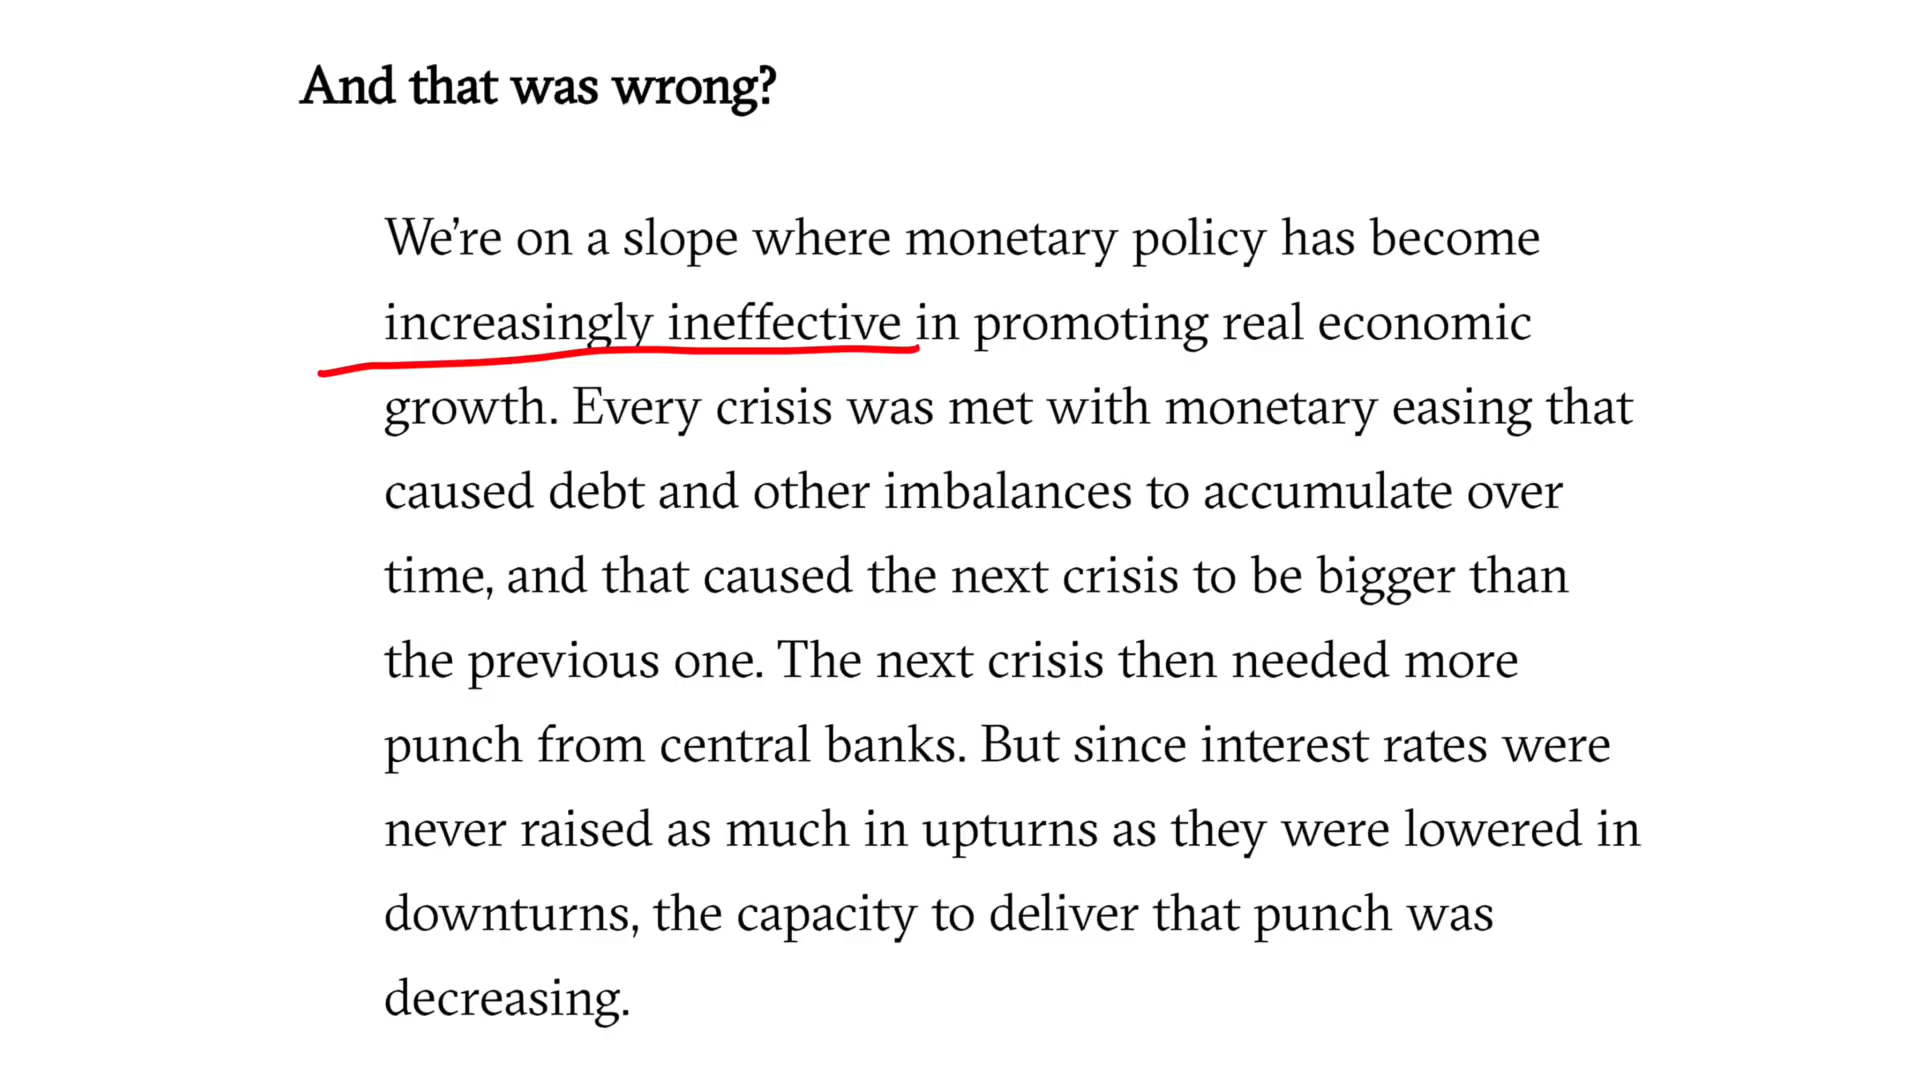 And that was wrong?
We’re on a slope where monetary policy has become
increasingly ineffective in promoting real economic
growth. Every crisis was met with monetary easing that
caused debt and other imbalances to accumulate over
time, and that caused the next crisis to be bigger than
the previous one. The next crisis then needed more
punch from central banks. But since interest rates were
never raised as much in upturns as they were lowered in
downturns, the capacity to deliver that punch was
decreasing.